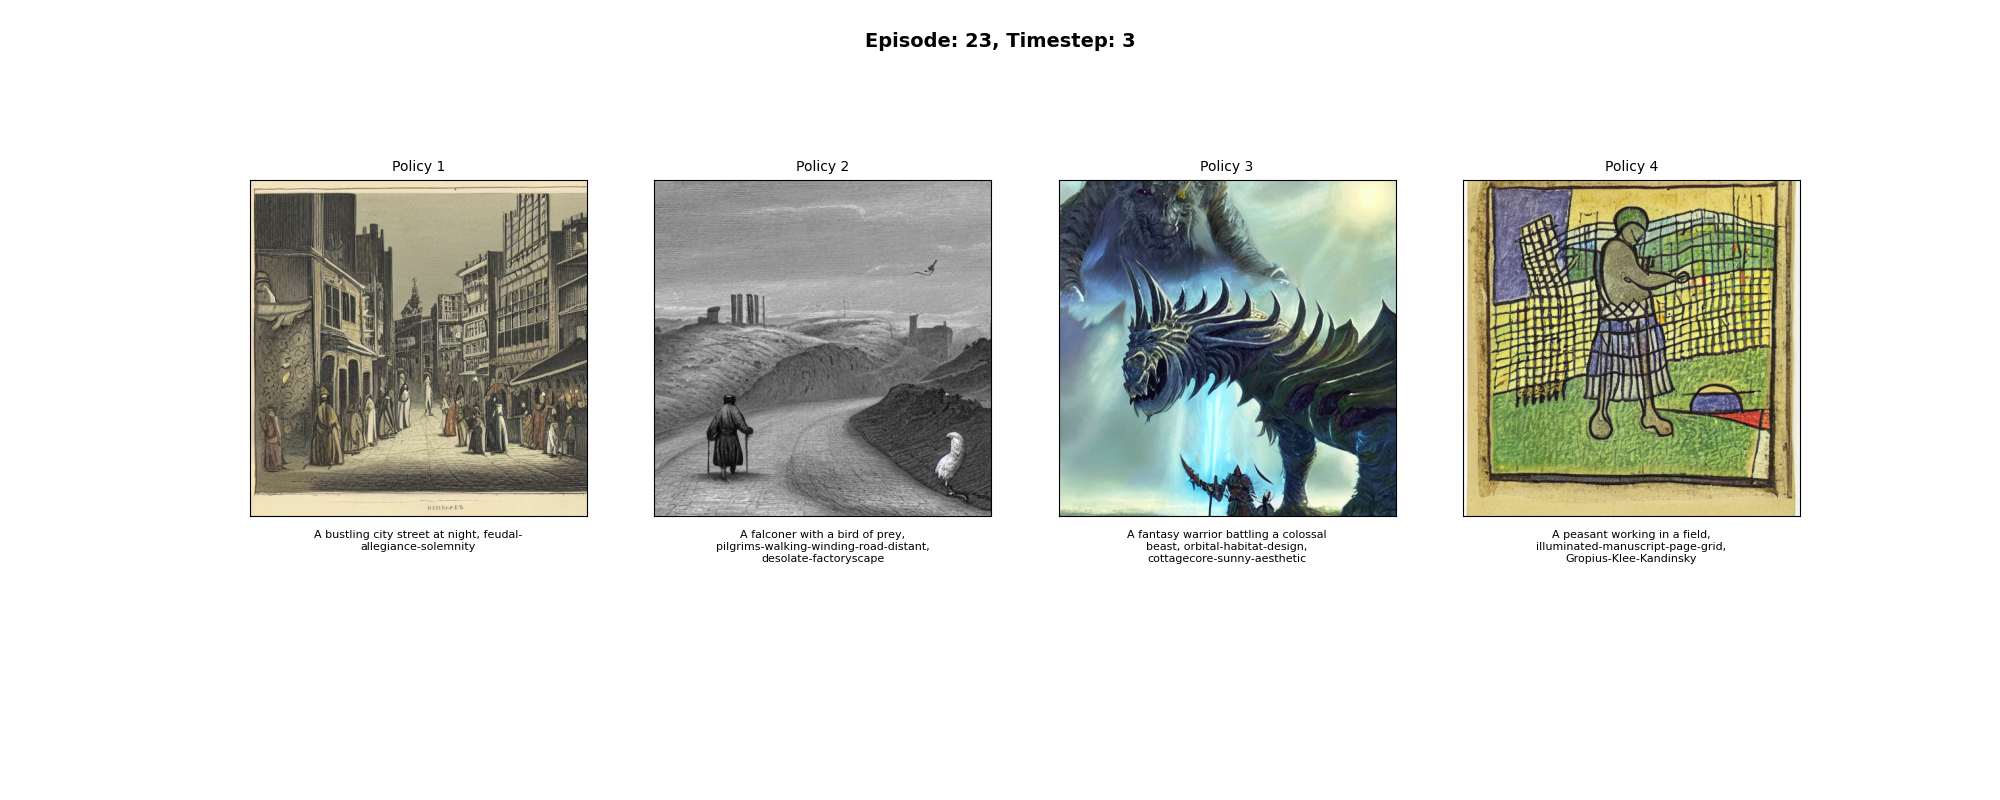 Episode: 23, Timestep: 3
Policy 1
Policy 2
Policy 3
Policy 4
A bustling city street at night, feudal-
allegiance-solemnity
A falconer with a bird of prey,
pilgrims-walking-winding-road-distant,
desolate-factoryscape
A fantasy warrior battling a colossal
beast, orbital-habitat-design,
cottagecore-sunny-aesthetic
A peasant working in a field,
illuminated-manuscript-page-grid,
Gropius-Klee-Kandinsky